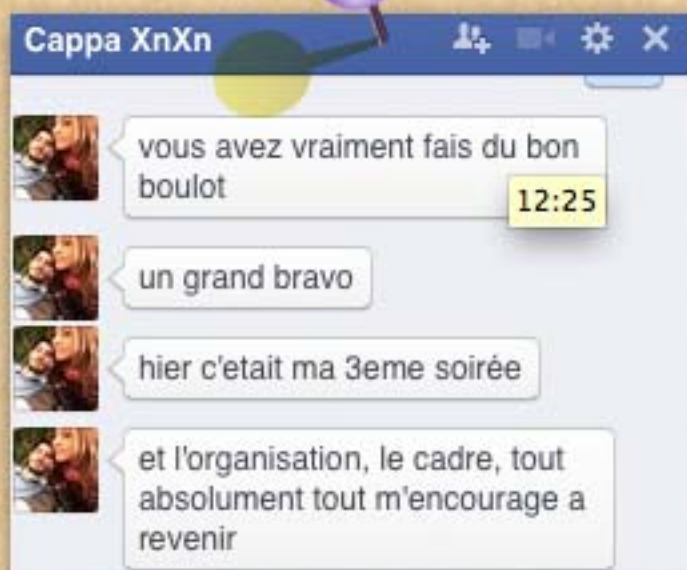 Cappa XnXn
vous avez vraiment fais du bon
boulot
12:25
un grand bravo
hier c'etait ma 3eme soirée
et l'organisation, le cadre, tout
absolument tout m'encourage a
revenir